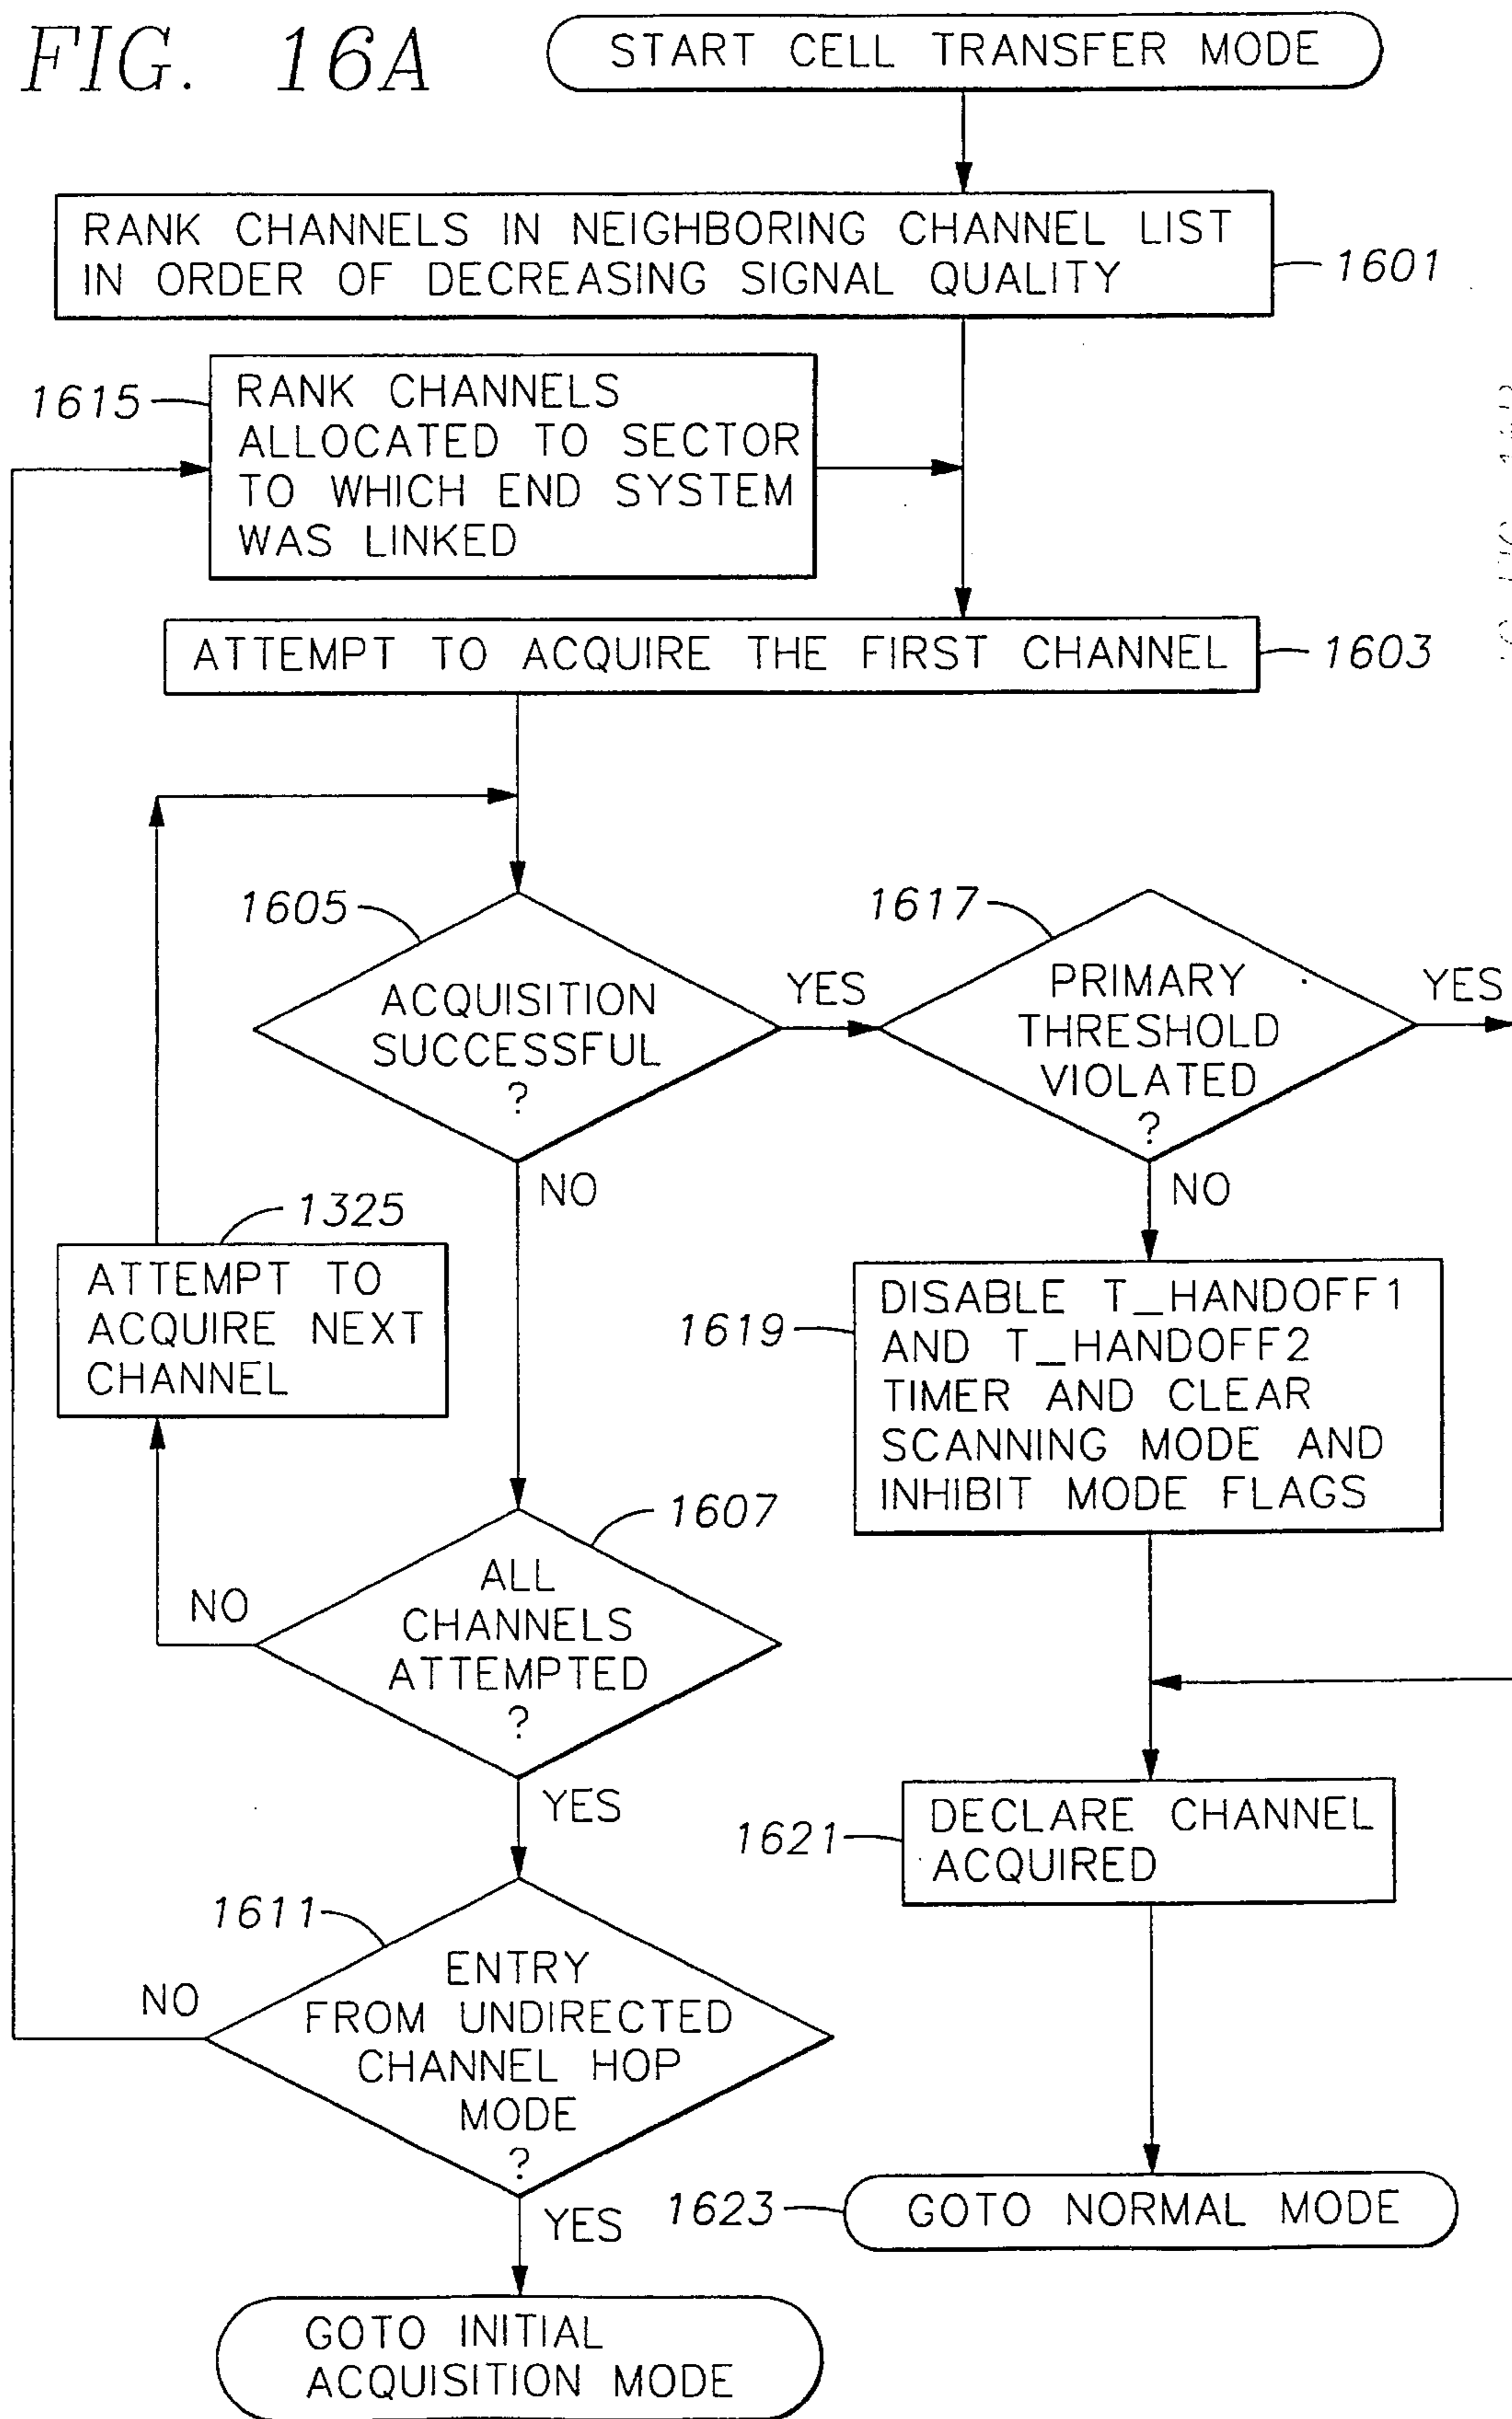 FIG. 16A
START CELL TRANSFER MODE
RANK CHANNELS IN NEIGHBORING CHANNEL LIST
IN ORDER OF DECREASING SIGNAL QUALITY
1601
1615
RANK CHANNELS
ALLOCATED TO SECTOR
TO WHICH END SYSTEM
WAS LINKED
ATTEMPT TO ACQUIRE THE FIRST CHANNEL
1603
1605
ACQUISITION
SUCCESSFUL
?
YES
NO
1617
PRIMARY
THRESHOLD
VIOLATED
?
YES
NO
1325
ATTEMPT TO
ACQUIRE NEXT
CHANNEL
1619
DISABLE T_HANDOFF1
AND T_HANDOFF2
TIMER AND CLEAR
SCANNING MODE AND
INHIBIT MODE FLAGS
1607
ALL
CHANNELS
ATTEMPTED
?
NO
YES
1621
DECLARE CHANNEL
ACQUIRED
1611
ENTRY
FROM UNDIRECTED
CHANNEL HOP
MODE
?
NO
YES
1623
GOTO NORMAL MODE
GOTO INITIAL
ACQUISITION MODE